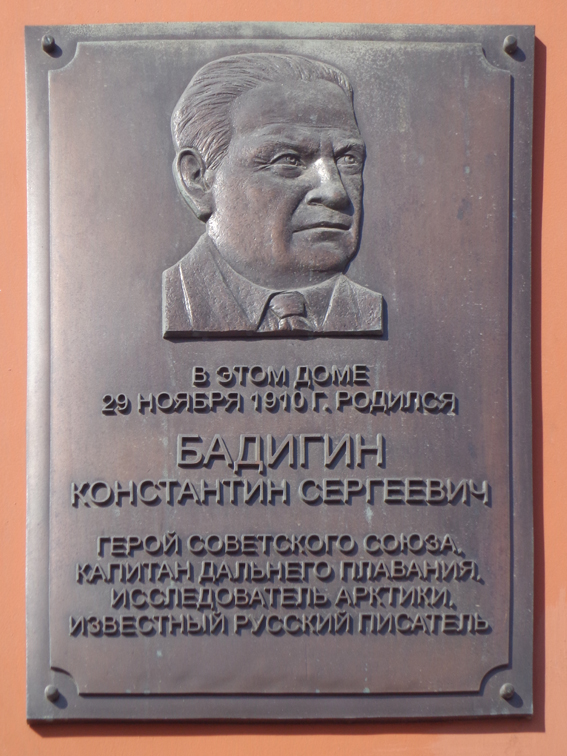 В ЭТОМ ДОМЕ
29 НОЯБРЯ 1910 Г. РОДИЛСЯ
БАДИГИН
КОНСТАНТИН СЕРГЕЕВИЧ
ГЕРОЙ СОВЕТСКОГО СОЮЗА,
КАПИТАН ДАЛЬНЕГО ПЛАВАНИЯ,
ИССЛЕДОВАТЕЛЬ АРКТИКИ,
ИЗВЕСТНЫЙ РУССКИЙ ПИСАТЕЛЬ